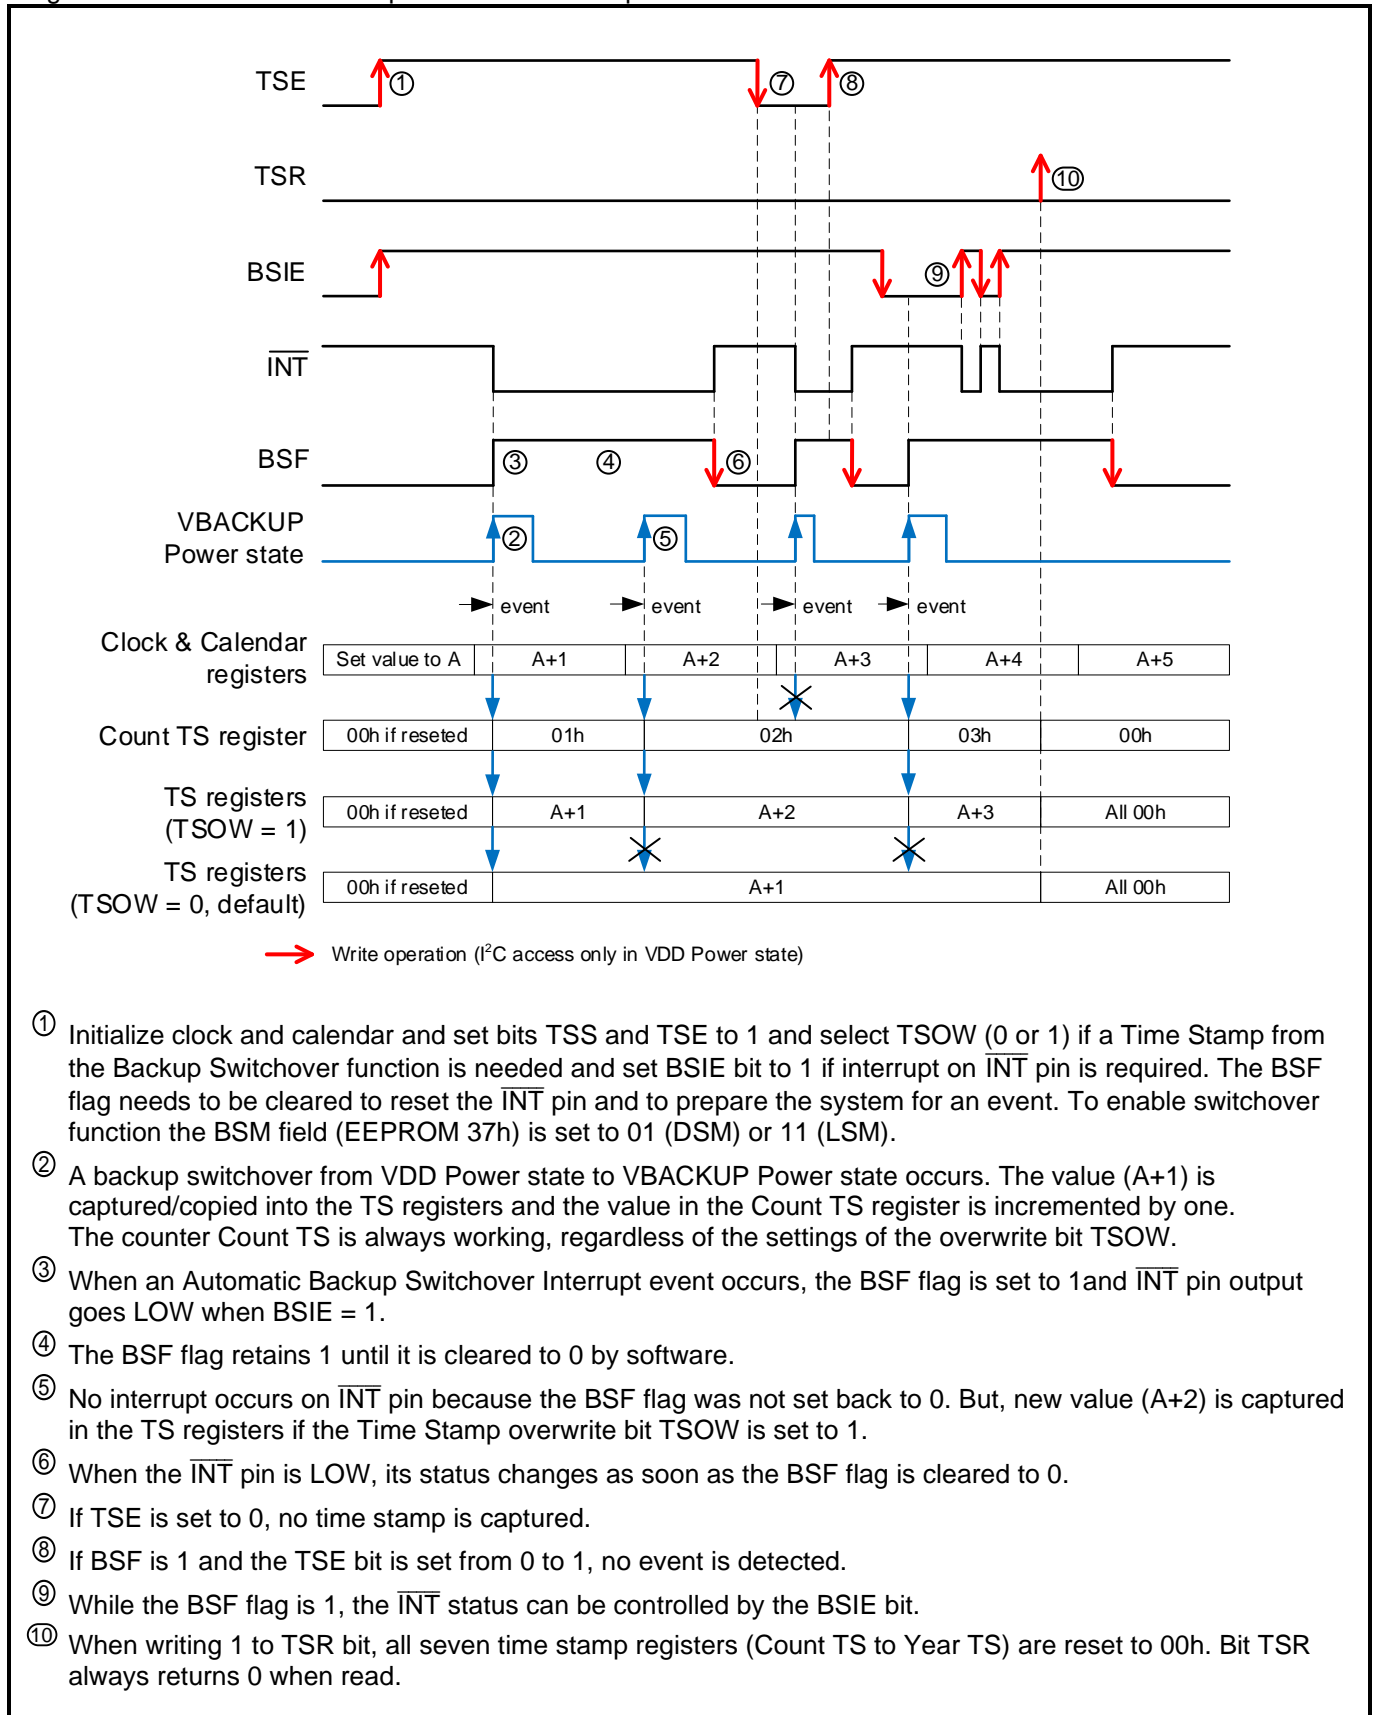 TSE
①
⑦
⑧
TSR
⑩
BSIE
⑨
INT
BSF
③
④
⑥
VBACKUP
Power state
②
⑤
event event event event
Clock & Calendar
registers
Set value to A A+1 A+2 A+3 A+4 A+5
Count TS register 00h if reseted 01h 02h 03h 00h
TS registers
(TSOW = 1)
00h if reseted A+1 A+2 A+3 All 00h
TS registers
(TSOW = 0, default)
00h if reseted A+1 All 00h
Write operation (I²C access only in VDD Power state)
① Initialize clock and calendar and set bits TSS and TSE to 1 and select TSOW (0 or 1) if a Time Stamp from
the Backup Switchover function is needed and set BSIE bit to 1 if interrupt on INT pin is required. The BSF
flag needs to be cleared to reset the INT pin and to prepare the system for an event. To enable switchover
function the BSM field (EEPROM 37h) is set to 01 (DSM) or 11 (LSM).
② A backup switchover from VDD Power state to VBACKUP Power state occurs. The value (A+1) is
captured/copied into the TS registers and the value in the Count TS register is incremented by one.
The counter Count TS is always working, regardless of the settings of the overwrite bit TSOW.
③ When an Automatic Backup Switchover Interrupt event occurs, the BSF flag is set to 1and INT pin output
goes LOW when BSIE = 1.
④ The BSF flag retains 1 until it is cleared to 0 by software.
⑤ No interrupt occurs on INT pin because the BSF flag was not set back to 0. But, new value (A+2) is captured
in the TS registers if the Time Stamp overwrite bit TSOW is set to 1.
⑥ When the INT pin is LOW, its status changes as soon as the BSF flag is cleared to 0.
⑦ If TSE is set to 0, no time stamp is captured.
⑧ If BSF is 1 and the TSE bit is set from 0 to 1, no event is detected.
⑨ While the BSF flag is 1, the INT status can be controlled by the BSIE bit.
⑩ When writing 1 to TSR bit, all seven time stamp registers (Count TS to Year TS) are reset to 00h. Bit TSR
always returns 0 when read.